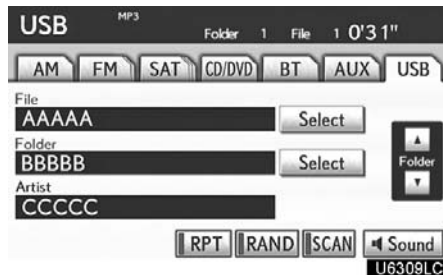 USB MP3 Folder 1 File 1 0'31"
AM FM SAT CD/DVD BT AUX USB
File
AAAAA Select
Folder
BBBBB Select
Folder
Artist
CCCCC
RPT RAND SCAN Sound
U6309LC